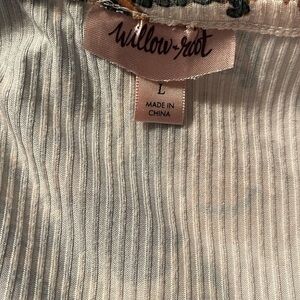 Willow + root
L
MADE IN
CHINA